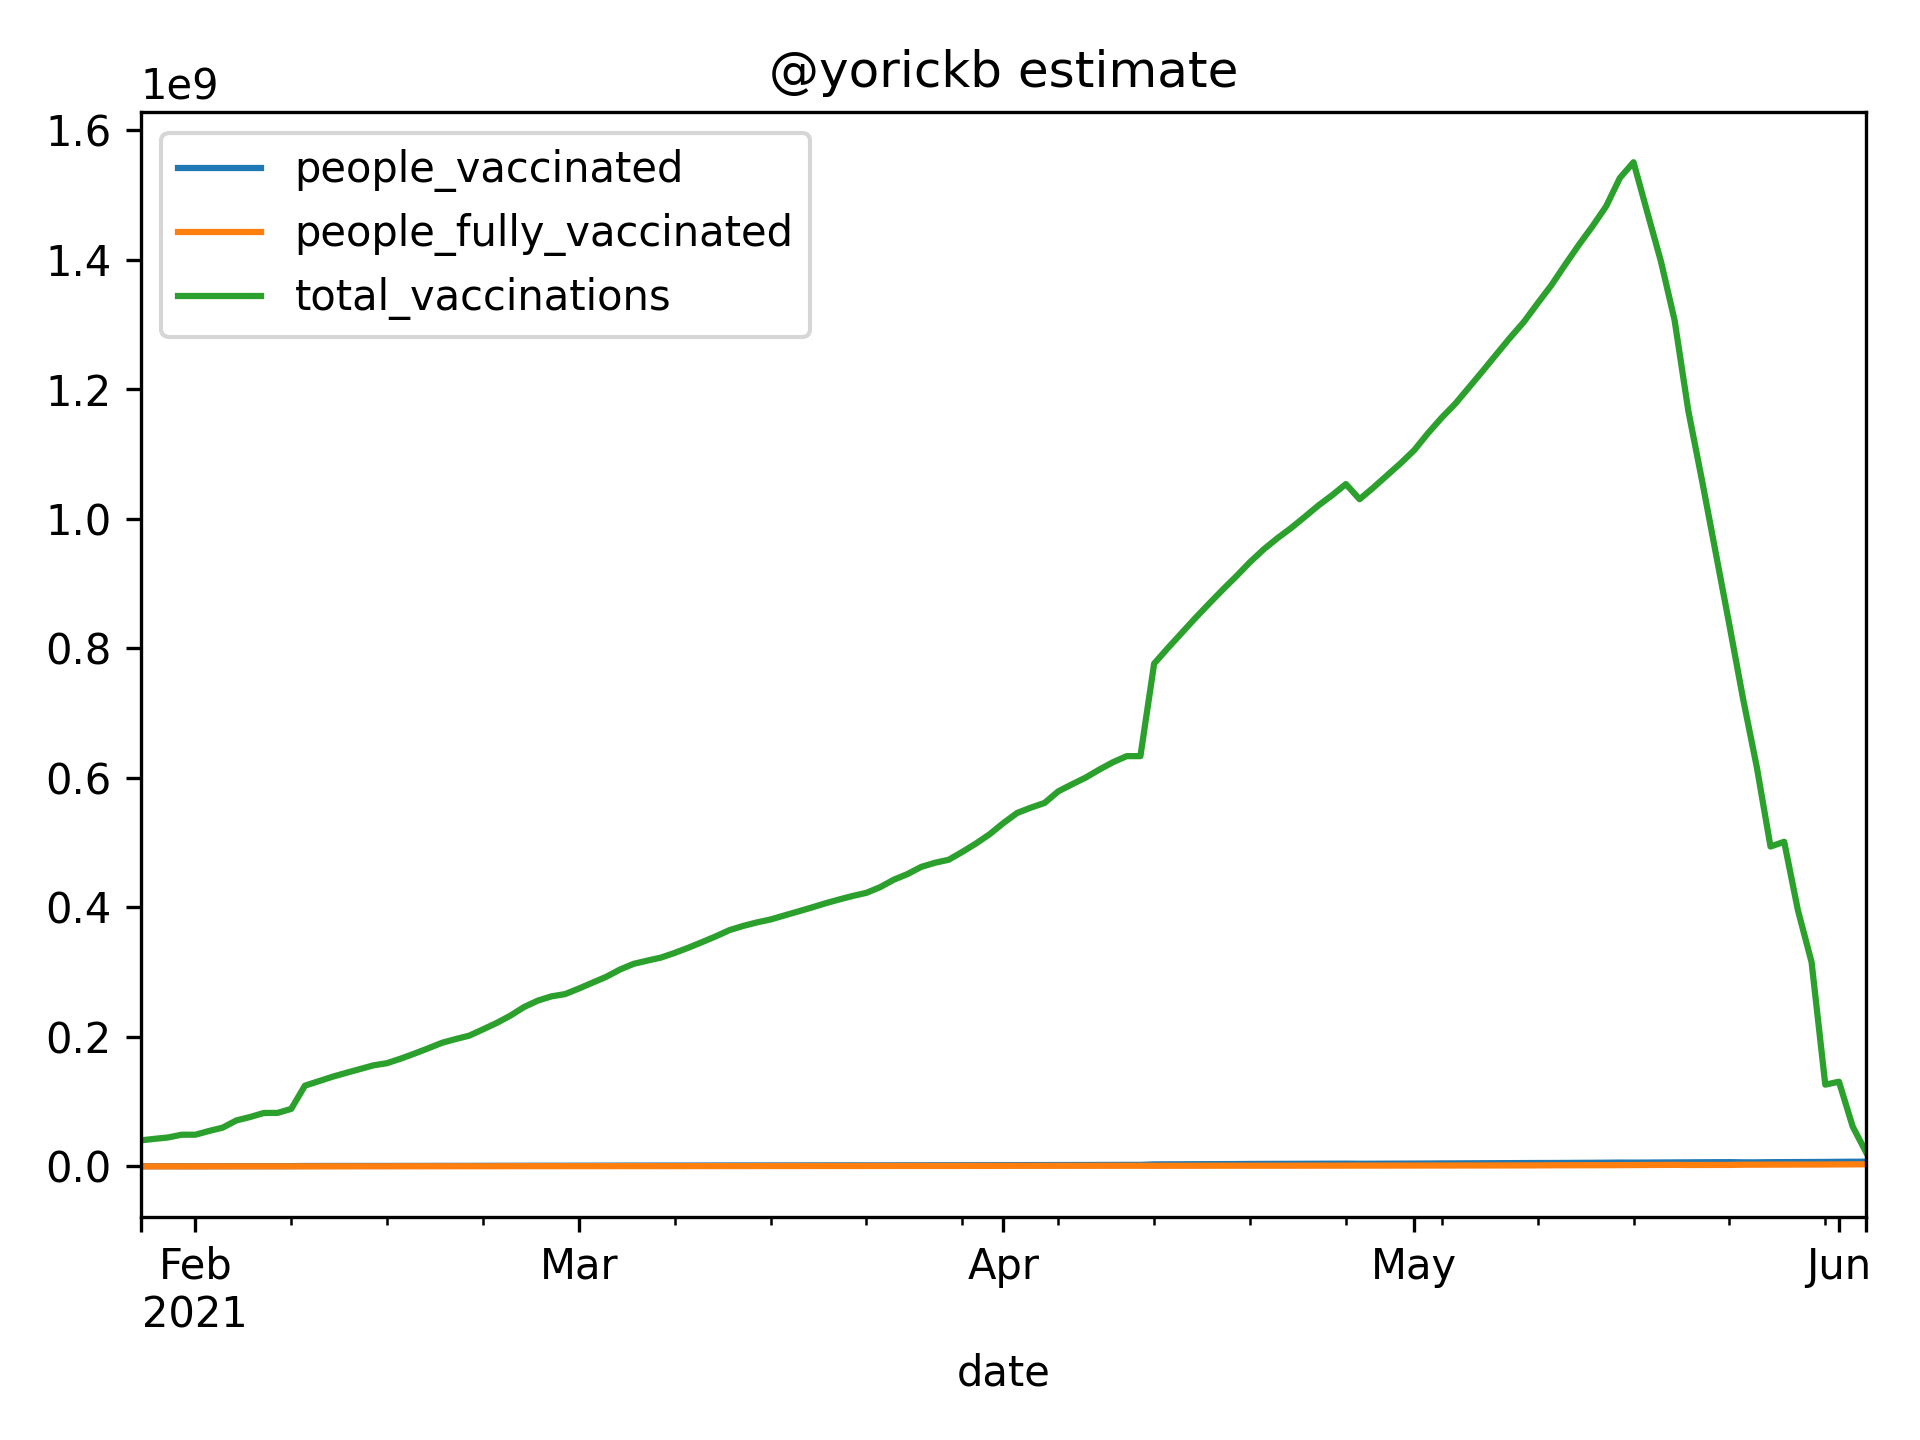 @yorickb estimate
1e9
1.6
1.4
1.2
1.0
0.8
0.6
0.4
0.2
0.0
people_vaccinated
people_fully_vaccinated
total_vaccinations
Feb Mar Apr May Jun
2021
date